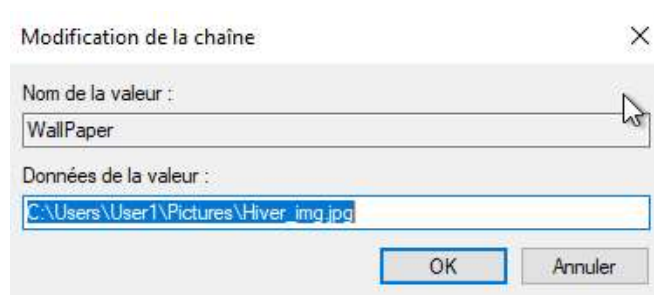 Modification de la chaîne
Nom de la valeur :
WallPaper
Données de la valeur :
C:\Users\User1\Pictures\Hiver_img.jpg
OK Annuler